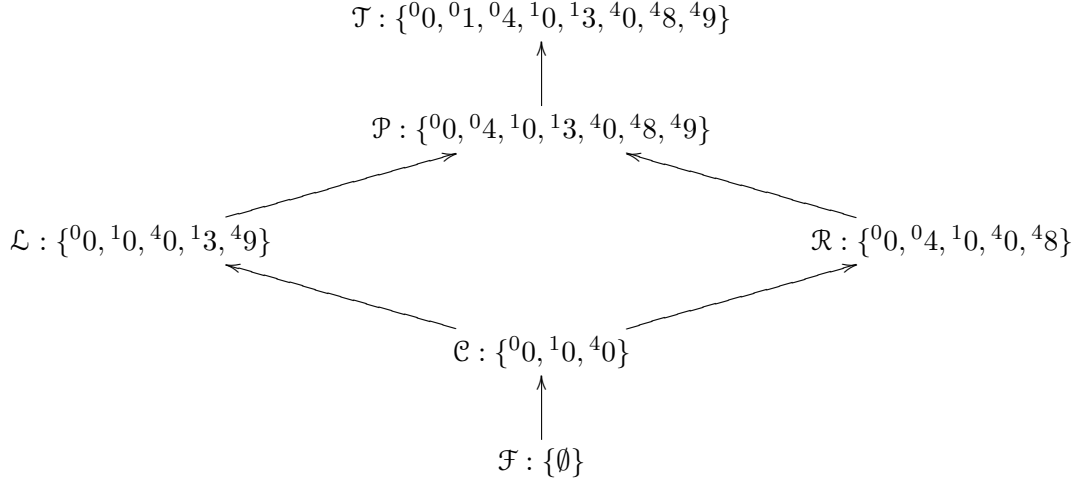 𝒯 : {⁰0, ⁰1, ⁰4, ¹0, ¹3, ⁴0, ⁴8, ⁴9}
𝒫 : {⁰0, ⁰4, ¹0, ¹3, ⁴0, ⁴8, ⁴9}
ℒ : {⁰0, ¹0, ⁴0, ¹3, ⁴9}
ℛ : {⁰0, ⁰4, ¹0, ⁴0, ⁴8}
𝒞 : {⁰0, ¹0, ⁴0}
ℱ : {∅}